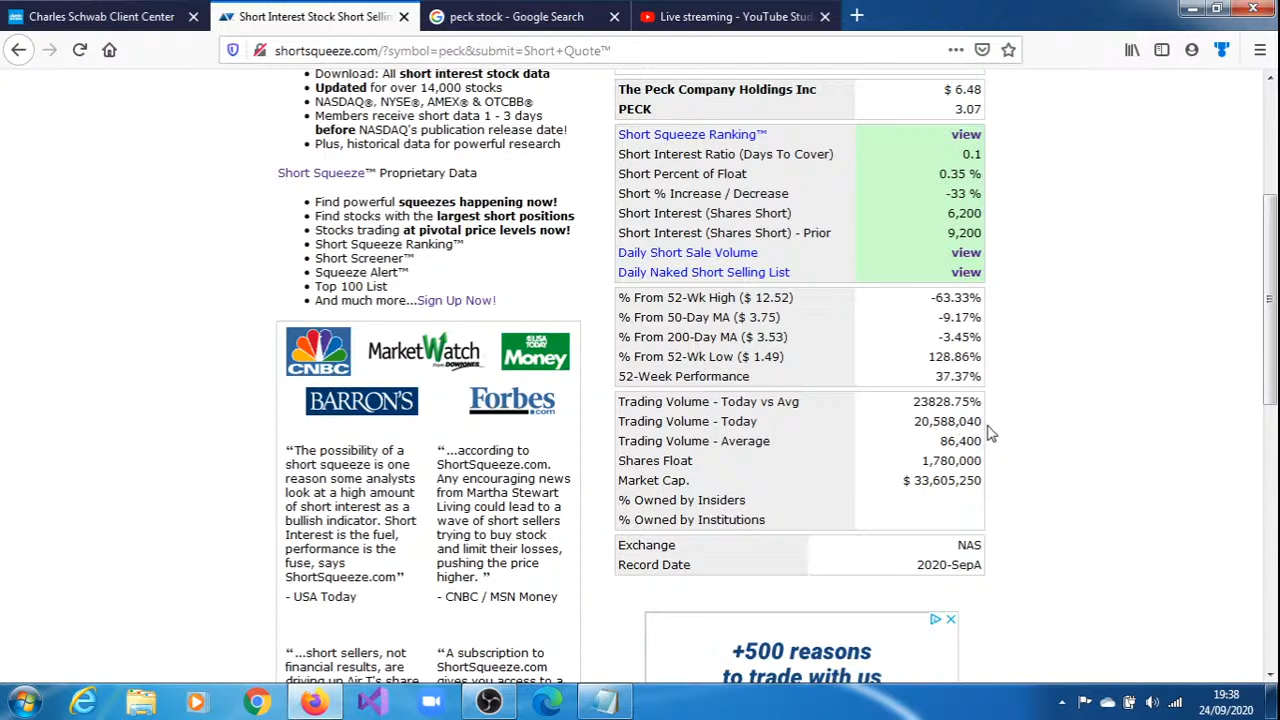 Charles Schwab Client Center
Short Interest Stock Short Sellin
peck stock - Google Search
Live streaming - YouTube Stud
shortsqueeze.com/?symbol=peck&submit=Short+Quote™
• Download: All short interest stock data
• Updated for over 14,000 stocks
• NASDAQ®, NYSE®, AMEX® & OTCBB®
• Members receive short data 1 - 3 days
before NASDAQ's publication release date!
• Plus, historical data for powerful research
Short Squeeze™ Proprietary Data
• Find powerful squeezes happening now!
• Find stocks with the largest short positions
• Stocks trading at pivotal price levels now!
• Short Squeeze Ranking™
• Short Screener™
• Squeeze Alert™
• Top 100 List
• And much more...Sign Up Now!
CNBC
MarketWatch
From DOWJONES
USA TODAY
Money
BARRON'S
Forbes
.com
“The possibility of a
short squeeze is one
reason some analysts
look at a high amount
of short interest as a
bullish indicator. Short
Interest is the fuel,
performance is the
fuse, says
ShortSqueeze.com”
- USA Today
“...according to
ShortSqueeze.com.
Any encouraging news
from Martha Stewart
Living could lead to a
wave of short sellers
trying to buy stock
and limit their losses,
pushing the price
higher. ”
- CNBC / MSN Money
“...short sellers, not
financial results, are
driving up Air T's share
“A subscription to
ShortSqueeze.com
gives you access to a
The Peck Company Holdings Inc $ 6.48
PECK 3.07
Short Squeeze Ranking™ view
Short Interest Ratio (Days To Cover) 0.1
Short Percent of Float 0.35 %
Short % Increase / Decrease -33 %
Short Interest (Shares Short) 6,200
Short Interest (Shares Short) - Prior 9,200
Daily Short Sale Volume view
Daily Naked Short Selling List view
% From 52-Wk High ($ 12.52) -63.33%
% From 50-Day MA ($ 3.75) -9.17%
% From 200-Day MA ($ 3.53) -3.45%
% From 52-Wk Low ($ 1.49) 128.86%
52-Week Performance 37.37%
Trading Volume - Today vs Avg 23828.75%
Trading Volume - Today 20,588,040
Trading Volume - Average 86,400
Shares Float 1,780,000
Market Cap. $ 33,605,250
% Owned by Insiders
% Owned by Institutions
Exchange NAS
Record Date 2020-SepA
+500 reasons
to trade with us
19:38
24/09/2020